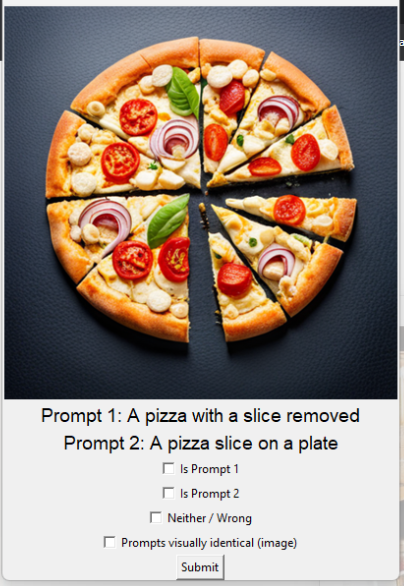 Prompt 1: A pizza with a slice removed
Prompt 2: A pizza slice on a plate
Is Prompt 1
Is Prompt 2
Neither / Wrong
Prompts visually identical (image)
Submit